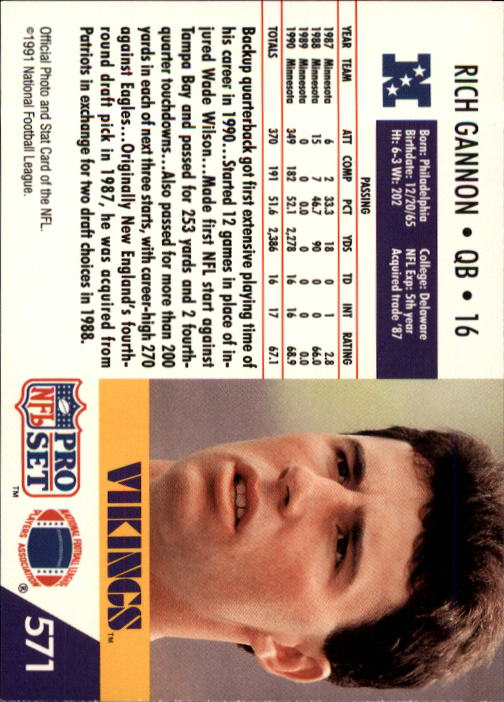 RICH GANNON • QB • 16
N
Born: Philadelphia College: Delaware
Birthdate: 12/20/65 NFL Exp: 5th year
Ht: 6-3 Wt: 202 Acquired trade '87
PASSING
YEAR TEAM ATT COMP PCT YDS TD INT RATING
1987 Minnesota 6 2 33.3 18 0 1 2.8
1988 Minnesota 15 7 46.7 90 0 0 66.0
1989 Minnesota 0 0 0.0 0 0 0 0.0
1990 Minnesota 349 182 52.1 2,278 16 16 68.9
TOTALS 370 191 51.6 2,386 16 17 67.1
Backup quarterback got first extensive playing time of
his career in 1990...Started 12 games in place of in-
jured Wade Wilson...Made first NFL start against
Tampa Bay and passed for 253 yards and 2 fourth-
quarter touchdowns...Also passed for more than 200
yards in each of next three starts, with career-high 270
against Eagles...Originally New England's fourth-
round draft pick in 1987, he was acquired from
Patriots in exchange for two draft choices in 1988.
Official Photo and Stat Card of the NFL.
©1991 National Football League.
VIKINGS™
PRO
NFL
SET™
NATIONAL FOOTBALL LEAGUE
PLAYERS ASSOCIATION ®
571